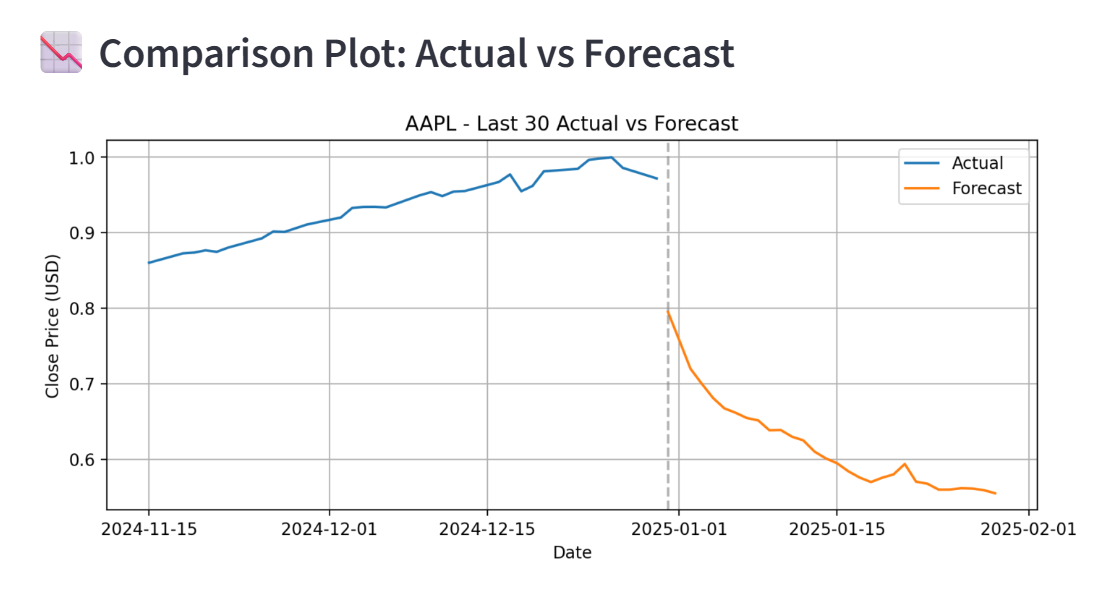 Comparison Plot: Actual vs Forecast
AAPL - Last 30 Actual vs Forecast
Actual
Forecast
1.0
0.9
0.8
0.7
0.6
Close Price (USD)
2024-11-15 2024-12-01 2024-12-15 2025-01-01 2025-01-15 2025-02-01
Date